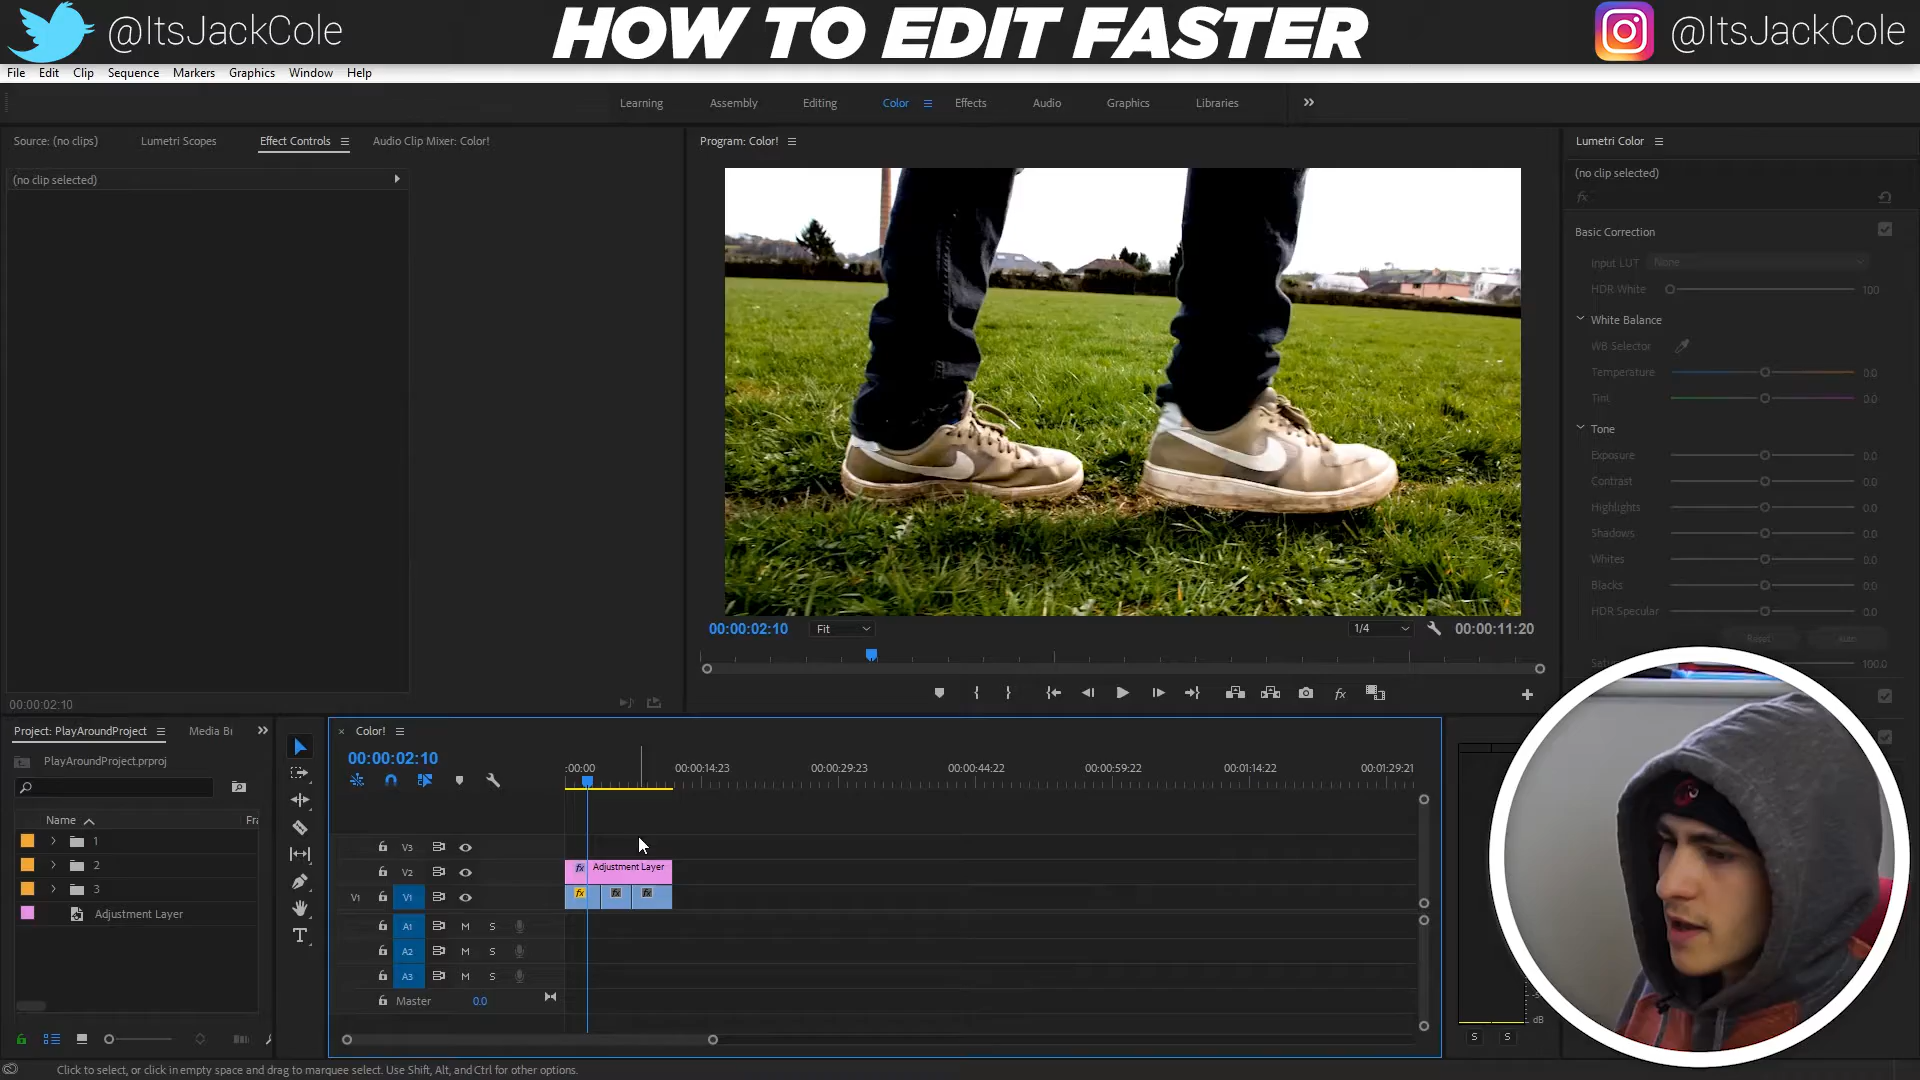 @ItsJackCole
HOW TO EDIT FASTER
@ItsJackCole
File Edit Clip Sequence Markers Graphics Window Help
Learning Assembly Editing Color Effects Audio Graphics Libraries
Source: (no clips) Lumetri Scopes Effect Controls Audio Clip Mixer: Color!
(no clip selected)
00:00:02:10
Program: Color!
00:00:02:10 Fit 1/4 00:00:11:20
Lumetri Color
(no clip selected)
fx
Basic Correction
Input LUT None
HDR White 100
White Balance
WB Selector
Temperature 0.0
Tint 0.0
Tone
Exposure 0.0
Contrast 0.0
Highlights 0.0
Shadows 0.0
Whites 0.0
Blacks 0.0
HDR Specular 0.0
Reset Auto
100.0
Project: PlayAroundProject Media Br
PlayAroundProject.prproj
Name Fra
1
2
3
Adjustment Layer
Color!
00:00:02:10
:00:00 00:00:14:23 00:00:29:23 00:00:44:22 00:00:59:22 00:01:14:22 00:01:29:21
V3
V2 fx Adjustment Layer
V1 V1 fx fx fx
A1 M S
A2 M S
A3 M S
Master 0.0
dB
S S
Click to select, or click in empty space and drag to marquee select. Use Shift, Alt, and Ctrl for other options.